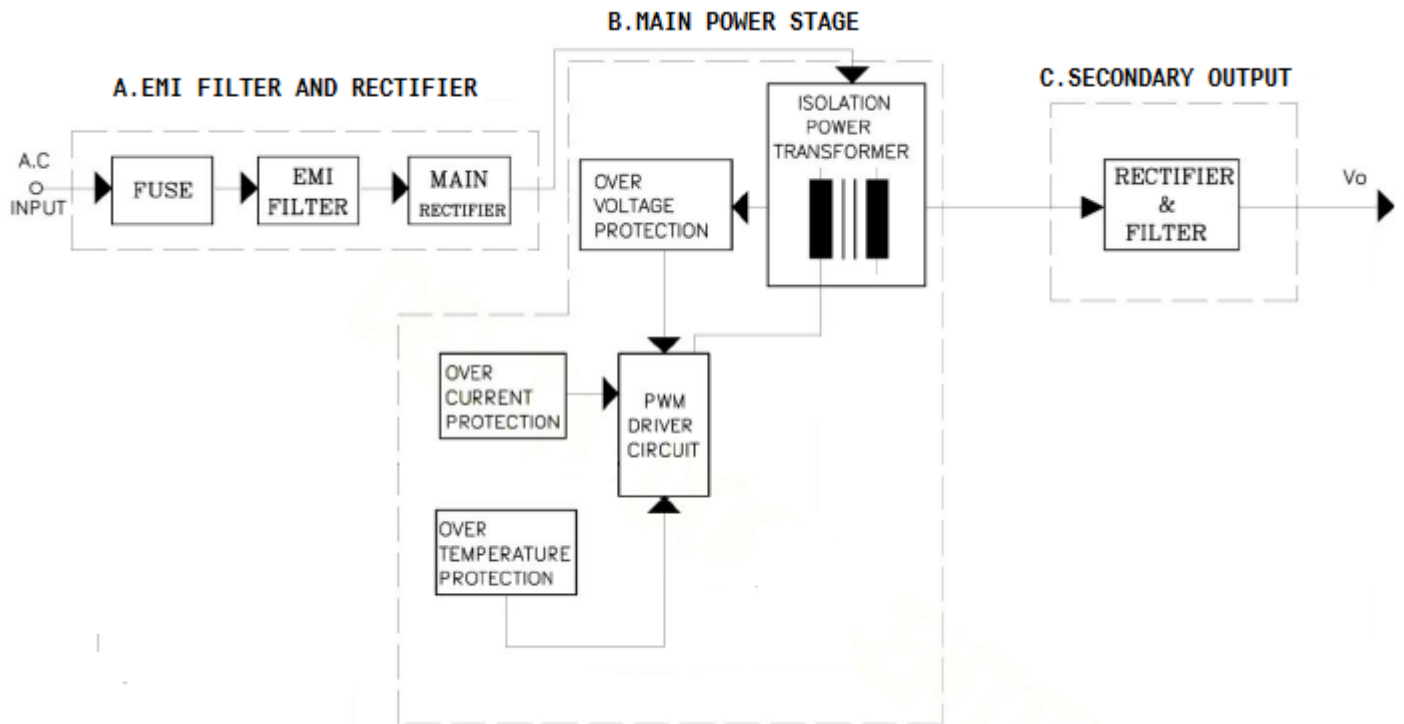 B.MAIN POWER STAGE
A.EMI FILTER AND RECTIFIER
C.SECONDARY OUTPUT
A.C
INPUT
FUSE
EMI
FILTER
MAIN
RECTIFIER
OVER
VOLTAGE
PROTECTION
ISOLATION
POWER
TRANSFORMER
RECTIFIER
&
FILTER
Vo
OVER
CURRENT
PROTECTION
PWM
DRIVER
CIRCUIT
OVER
TEMPERATURE
PROTECTION